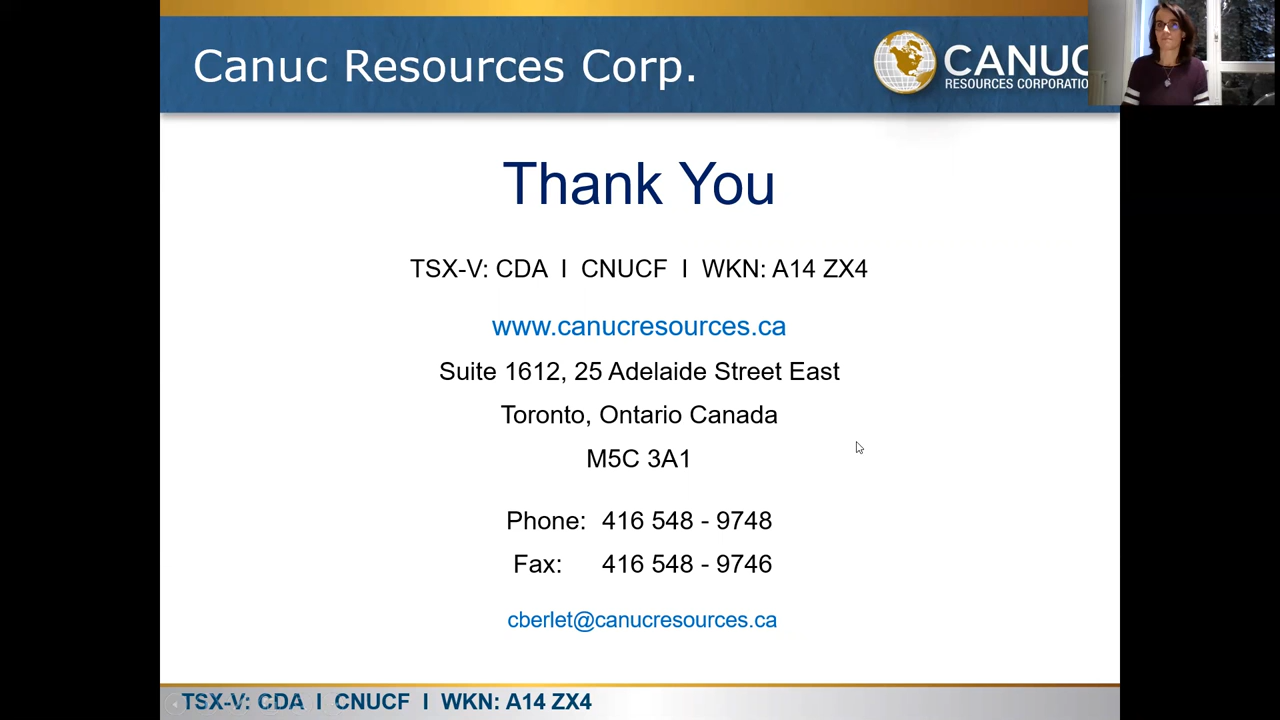 Canuc Resources Corp.
CANUC
RESOURCES CORPORATION
Thank You
TSX-V: CDA I CNUCF I WKN: A14 ZX4
www.canucresources.ca
Suite 1612, 25 Adelaide Street East
Toronto, Ontario Canada
M5C 3A1
Phone: 416 548 - 9748
Fax: 416 548 - 9746
cberlet@canucresources.ca
TSX-V: CDA I CNUCF I WKN: A14 ZX4